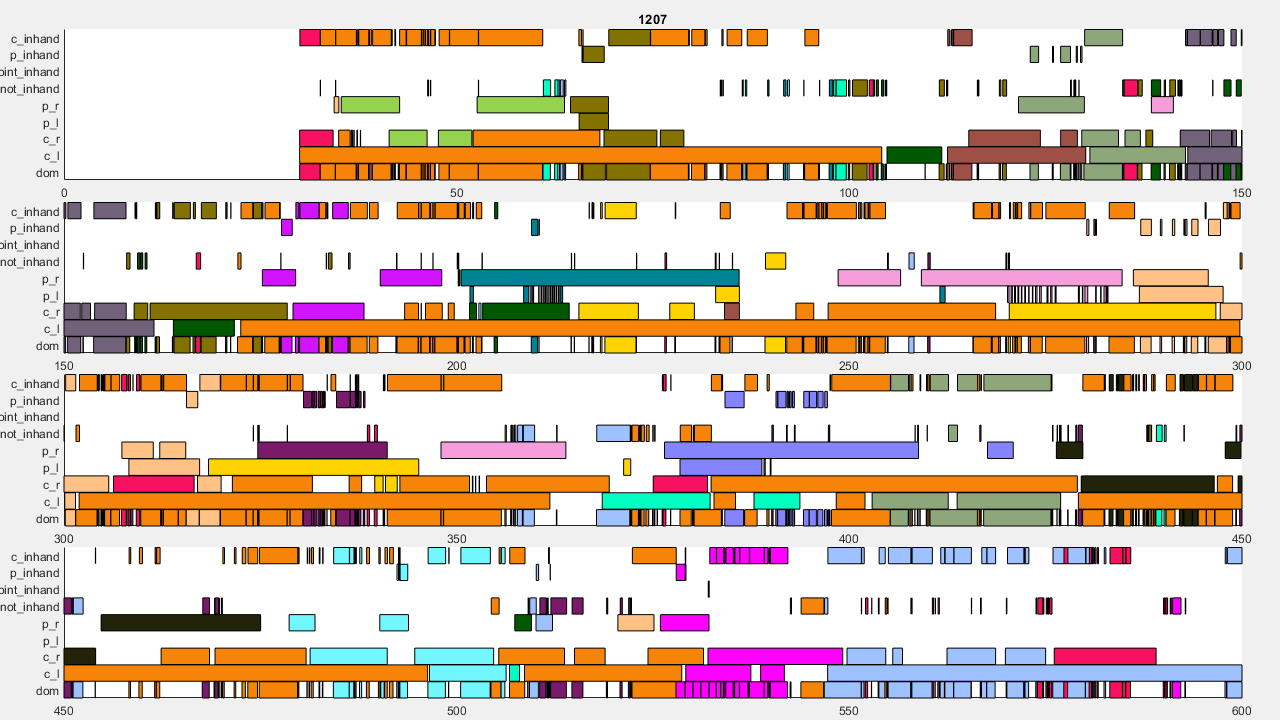 1207
c_inhand
p_inhand
oint_inhand
not_inhand
p_r
p_l
c_r
c_l
dom
0 50 100 150
c_inhand
p_inhand
oint_inhand
not_inhand
p_r
p_l
c_r
c_l
dom
150 200 250 300
c_inhand
p_inhand
oint_inhand
not_inhand
p_r
p_l
c_r
c_l
dom
300 350 400 450
c_inhand
p_inhand
oint_inhand
not_inhand
p_r
p_l
c_r
c_l
dom
450 500 550 600